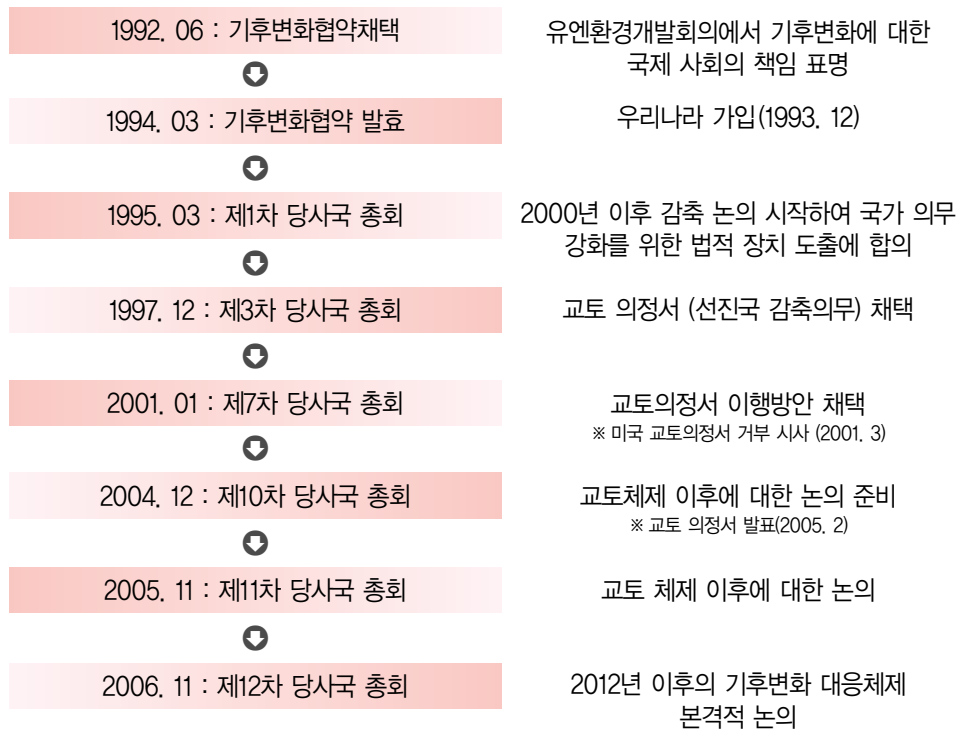 1992. 06 : 기후변화협약채택
유엔환경개발회의에서 기후변화에 대한
국제 사회의 책임 표명
1994. 03 : 기후변화협약 발효
우리나라 가입(1993. 12)
1995. 03 : 제1차 당사국 총회
2000년 이후 감축 논의 시작하여 국가 의무
강화를 위한 법적 장치 도출에 합의
1997. 12 : 제3차 당사국 총회
교토 의정서 (선진국 감축의무) 채택
2001. 01 : 제7차 당사국 총회
교토의정서 이행방안 채택
※ 미국 교토의정서 거부 시사 (2001. 3)
2004. 12 : 제10차 당사국 총회
교토체제 이후에 대한 논의 준비
※ 교토 의정서 발표(2005. 2)
2005. 11 : 제11차 당사국 총회
교토 체제 이후에 대한 논의
2006. 11 : 제12차 당사국 총회
2012년 이후의 기후변화 대응체제
본격적 논의